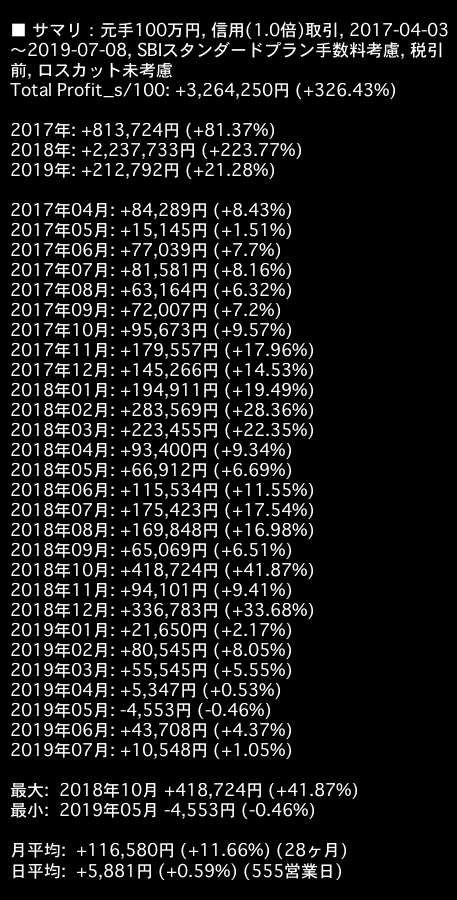 ■ サマリ：元手100万円, 信用(1.0倍)取引, 2017-04-03
～2019-07-08, SBIスタンダードプラン手数料考慮, 税引
前, ロスカット未考慮
Total Profit_s/100: +3,264,250円 (+326.43%)
2017年: +813,724円 (+81.37%)
2018年: +2,237,733円 (+223.77%)
2019年: +212,792円 (+21.28%)
2017年04月: +84,289円 (+8.43%)
2017年05月: +15,145円 (+1.51%)
2017年06月: +77,039円 (+7.7%)
2017年07月: +81,581円 (+8.16%)
2017年08月: +63,164円 (+6.32%)
2017年09月: +72,007円 (+7.2%)
2017年10月: +95,673円 (+9.57%)
2017年11月: +179,557円 (+17.96%)
2017年12月: +145,266円 (+14.53%)
2018年01月: +194,911円 (+19.49%)
2018年02月: +283,569円 (+28.36%)
2018年03月: +223,455円 (+22.35%)
2018年04月: +93,400円 (+9.34%)
2018年05月: +66,912円 (+6.69%)
2018年06月: +115,534円 (+11.55%)
2018年07月: +175,423円 (+17.54%)
2018年08月: +169,848円 (+16.98%)
2018年09月: +65,069円 (+6.51%)
2018年10月: +418,724円 (+41.87%)
2018年11月: +94,101円 (+9.41%)
2018年12月: +336,783円 (+33.68%)
2019年01月: +21,650円 (+2.17%)
2019年02月: +80,545円 (+8.05%)
2019年03月: +55,545円 (+5.55%)
2019年04月: +5,347円 (+0.53%)
2019年05月: -4,553円 (-0.46%)
2019年06月: +43,708円 (+4.37%)
2019年07月: +10,548円 (+1.05%)
最大: 2018年10月 +418,724円 (+41.87%)
最小: 2019年05月 -4,553円 (-0.46%)
月平均: +116,580円 (+11.66%) (28ヶ月)
日平均: +5,881円 (+0.59%) (555営業日)